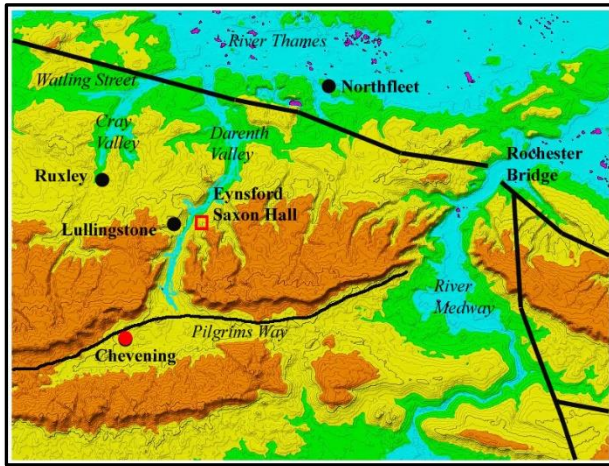 River Thames
Watling Street
Northfleet
Cray
Valley
Darenth
Valley
Rochester
Bridge
Ruxley
Eynsford
Saxon Hall
Lullingstone
River
Medway
Pilgrims Way
Chevening